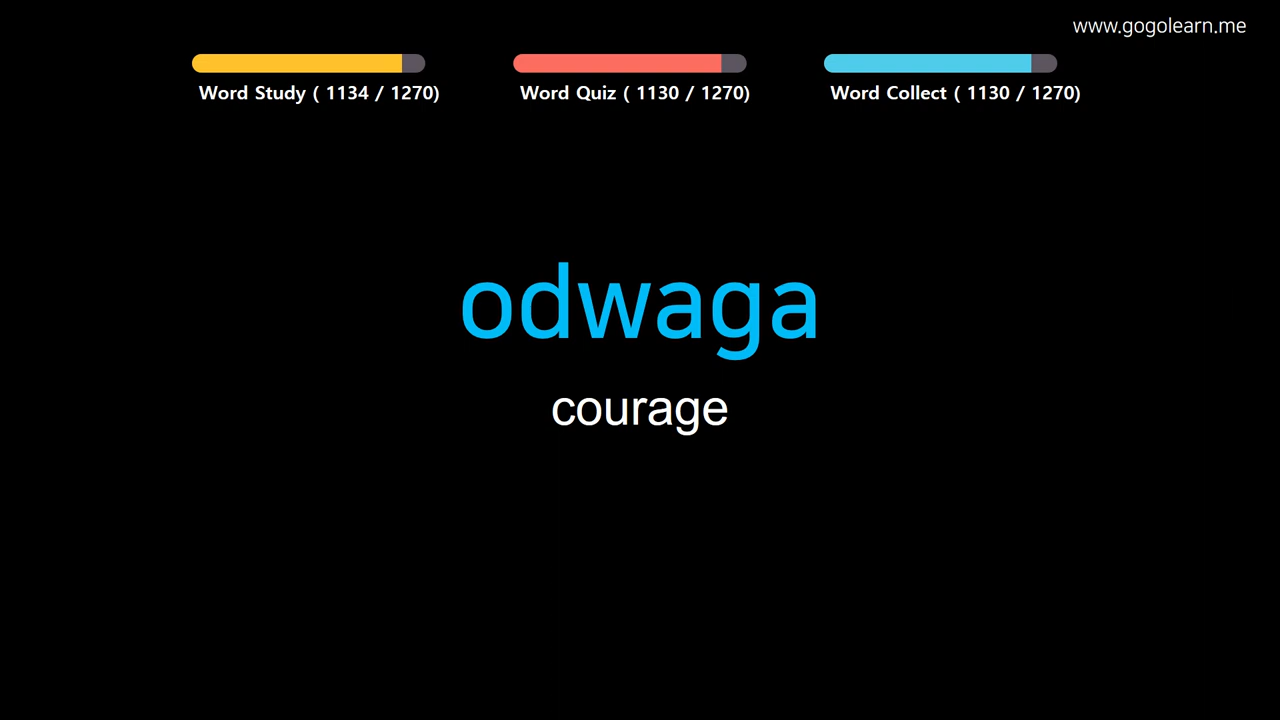 www.gogolearn.me
Word Study ( 1134 / 1270)
Word Quiz ( 1130 / 1270)
Word Collect ( 1130 / 1270)
odwaga
courage